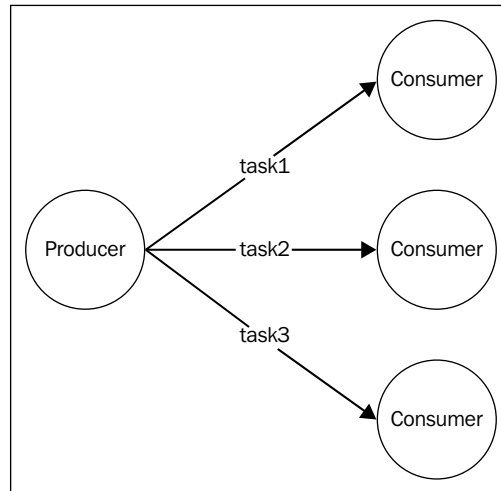 Consumer
task1
Producer
task2
Consumer
task3
Consumer